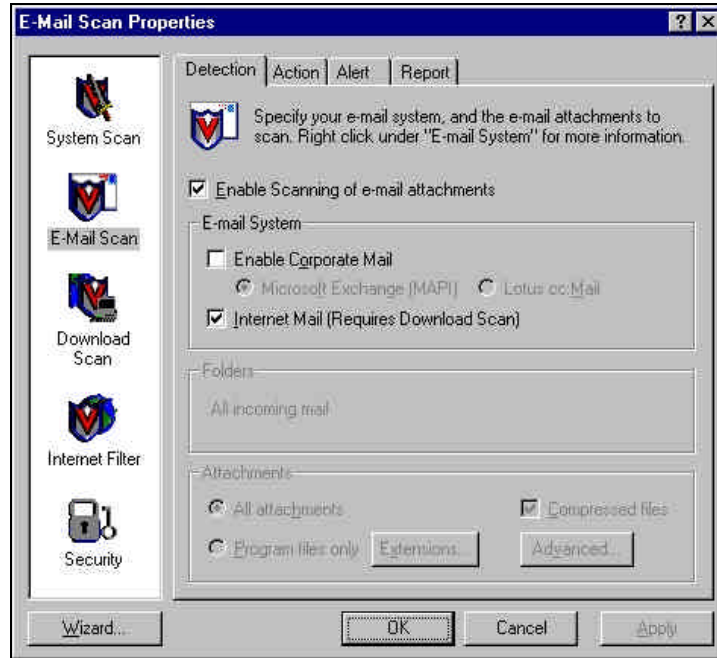 E-Mail Scan Properties
System Scan
E-Mail Scan
Download
Scan
Internet Filter
Security
Detection Action Alert Report
Specify your e-mail system, and the e-mail attachments to
scan. Right click under "E-mail System" for more information.
Enable Scanning of e-mail attachments
E-mail System
Enable Corporate Mail
Microsoft Exchange (MAPI) Lotus cc:Mail
Internet Mail (Requires Download Scan)
Folders
All incoming mail
Attachments
All attachments Compressed files
Program files only Extensions... Advanced...
Wizard... OK Cancel Apply